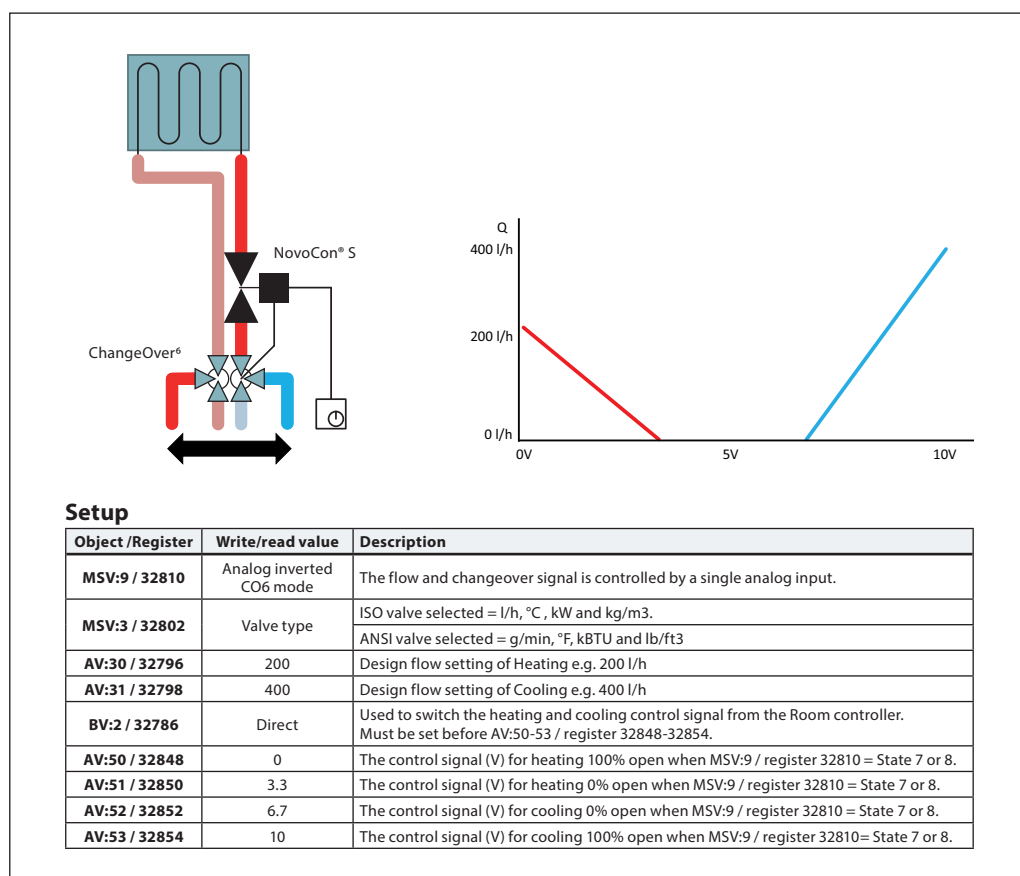 NovoCon® S
ChangeOver⁶
Q
400 l/h
200 l/h
0 l/h
0V
5V
10V
Setup
Object /Register Write/read value Description
MSV:9 / 32810 Analog inverted CO6 mode The flow and changeover signal is controlled by a single analog input.
MSV:3 / 32802 Valve type ISO valve selected = l/h, °C , kW and kg/m3.
ANSI valve selected = g/min, °F, kBTU and lb/ft3
AV:30 / 32796 200 Design flow setting of Heating e.g. 200 l/h
AV:31 / 32798 400 Design flow setting of Cooling e.g. 400 l/h
BV:2 / 32786 Direct Used to switch the heating and cooling control signal from the Room controller.
Must be set before AV:50-53 / register 32848-32854.
AV:50 / 32848 0 The control signal (V) for heating 100% open when MSV:9 / register 32810 = State 7 or 8.
AV:51 / 32850 3.3 The control signal (V) for heating 0% open when MSV:9 / register 32810 = State 7 or 8.
AV:52 / 32852 6.7 The control signal (V) for cooling 0% open when MSV:9 / register 32810 = State 7 or 8.
AV:53 / 32854 10 The control signal (V) for cooling 100% open when MSV:9 / register 32810= State 7 or 8.